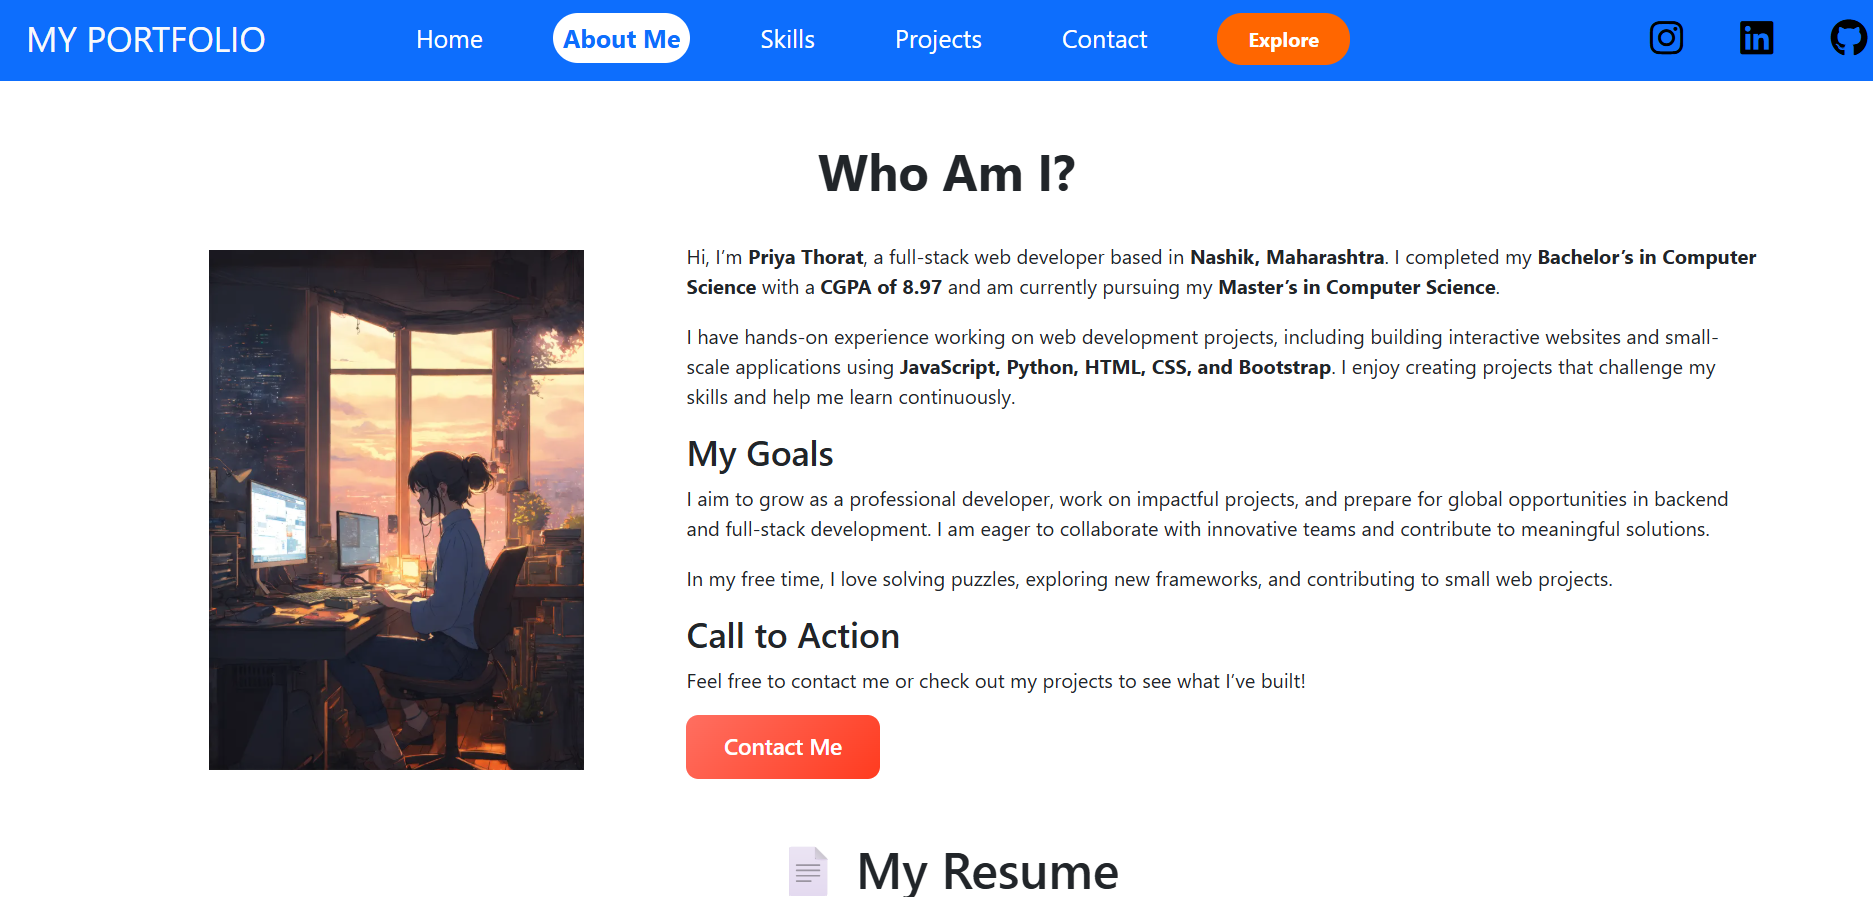 MY PORTFOLIO
Home
About Me
Skills
Projects
Contact
Explore
Who Am I?
Hi, I’m Priya Thorat, a full-stack web developer based in Nashik, Maharashtra. I completed my Bachelor’s in Computer
Science with a CGPA of 8.97 and am currently pursuing my Master’s in Computer Science.
I have hands-on experience working on web development projects, including building interactive websites and small-
scale applications using JavaScript, Python, HTML, CSS, and Bootstrap. I enjoy creating projects that challenge my
skills and help me learn continuously.
My Goals
I aim to grow as a professional developer, work on impactful projects, and prepare for global opportunities in backend
and full-stack development. I am eager to collaborate with innovative teams and contribute to meaningful solutions.
In my free time, I love solving puzzles, exploring new frameworks, and contributing to small web projects.
Call to Action
Feel free to contact me or check out my projects to see what I’ve built!
Contact Me
My Resume